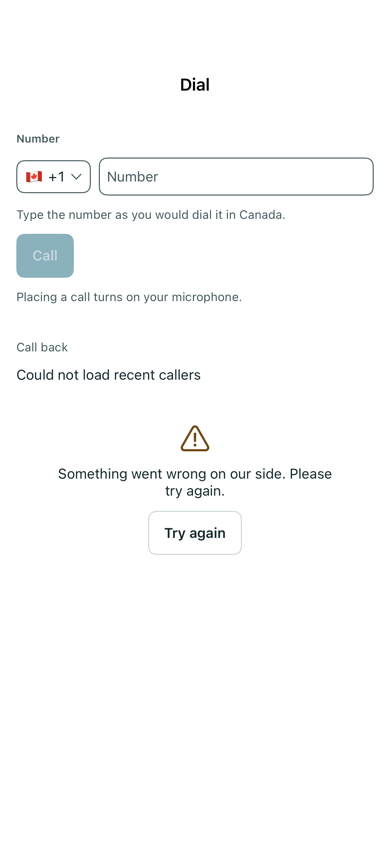 Dial
Number
+1
Number
Type the number as you would dial it in Canada.
Call
Placing a call turns on your microphone.
Call back
Could not load recent callers
Something went wrong on our side. Please
try again.
Try again